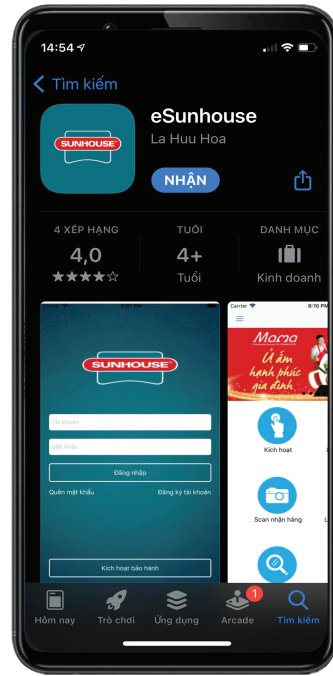 14:54
Tìm kiếm
eSunhouse
La Huu Hoa
SUNHOUSE
NHẬN
4 XẾP HẠNG
TUỔI
DANH MỤC
4,0
4+
Tuổi
Kinh doanh
8:10 PM
Carrier
SUNHOUSE
Tài khoản
Mật khẩu
Đăng nhập
Quên mật khẩu
Đăng ký tài khoản
Kích hoạt bảo hành
Mama
Ủ ấm
hạnh phúc
gia đình
Kích hoạt
Scan nhận hàng
Hôm nay
Trò chơi
Ứng dụng
Arcade
1
Tìm kiếm